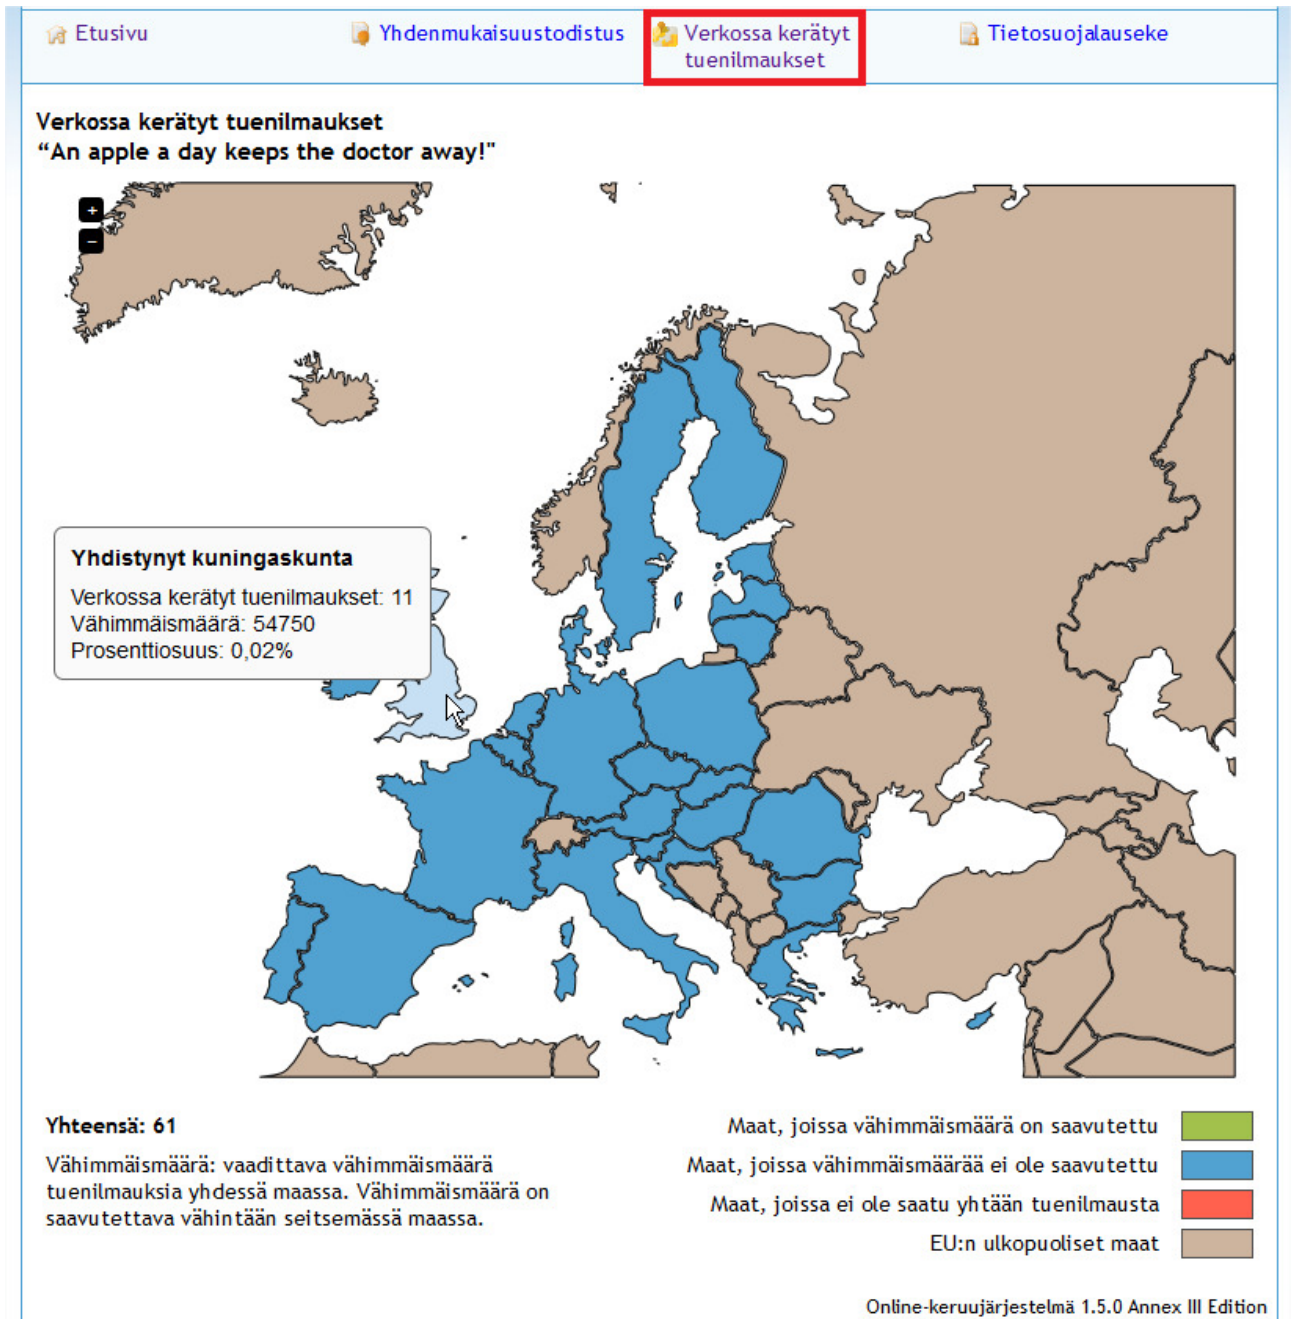 Etusivu
Yhdenmukaisuustodistus
Verkossa kerätyt
tuenilmaukset
Tietosuojalauseke
Verkossa kerätyt tuenilmaukset
“An apple a day keeps the doctor away!"
+
−
Yhdistynyt kuningaskunta
Verkossa kerätyt tuenilmaukset: 11
Vähimmäismäärä: 54750
Prosenttiosuus: 0,02%
Yhteensä: 61
Vähimmäismäärä: vaadittava vähimmäismäärä
tuenilmauksia yhdessä maassa. Vähimmäismäärä on
saavutettava vähintään seitsemässä maassa.
Maat, joissa vähimmäismäärä on saavutettu
Maat, joissa vähimmäismäärää ei ole saavutettu
Maat, joissa ei ole saatu yhtään tuenilmausta
EU:n ulkopuoliset maat
Online-keruujärjestelmä 1.5.0 Annex III Edition